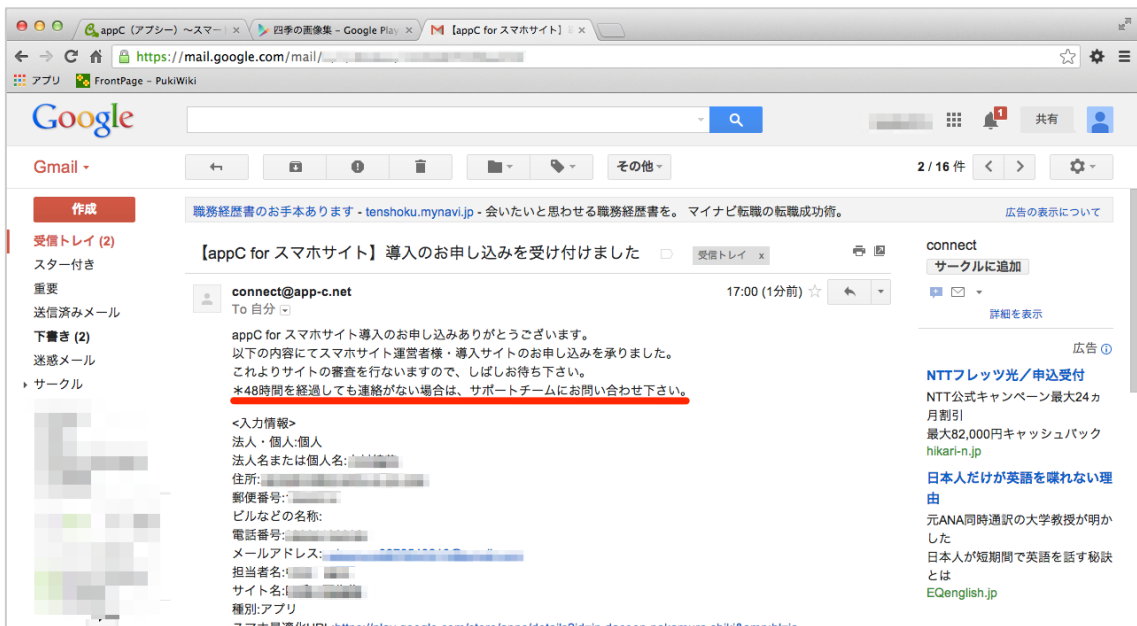 appC（アプシー）～スマー
四季の画像集 - Google Play
【appC for スマホサイト】
https://mail.google.com/mail/
アプリ FrontPage - PukiWiki
Google
1
共有
Gmail
その他
2 / 16 件
作成
職務経歴書のお手本あります - tenshoku.mynavi.jp - 会いたいと思わせる職務経歴書を。 マイナビ転職の転職成功術。
広告の表示について
受信トレイ (2)
スター付き
重要
送信済みメール
下書き (2)
迷惑メール
サークル
【appC for スマホサイト】導入のお申し込みを受け付けました
受信トレイ x
connect@app-c.net
17:00 (1分前)
To 自分
appC for スマホサイト導入のお申し込みありがとうございます。
以下の内容にてスマホサイト運営者様・導入サイトのお申し込みを承りました。
これよりサイトの審査を行ないますので、しばしお待ち下さい。
＊48時間を経過しても連絡がない場合は、サポートチームにお問い合わせ下さい。
<入力情報>
法人・個人:個人
法人名または個人名:
住所:
郵便番号:
ビルなどの名称:
電話番号:
メールアドレス:
担当者名:
サイト名:
種別:アプリ
connect
サークルに追加
詳細を表示
広告
NTTフレッツ光／申込受付
NTT公式キャンペーン最大24ヵ
月割引
最大82,000円キャッシュバック
hikari-n.jp
日本人だけが英語を喋れない理
由
元ANA同時通訳の大学教授が明か
した
日本人が短期間で英語を話す秘訣
とは
EQenglish.jp